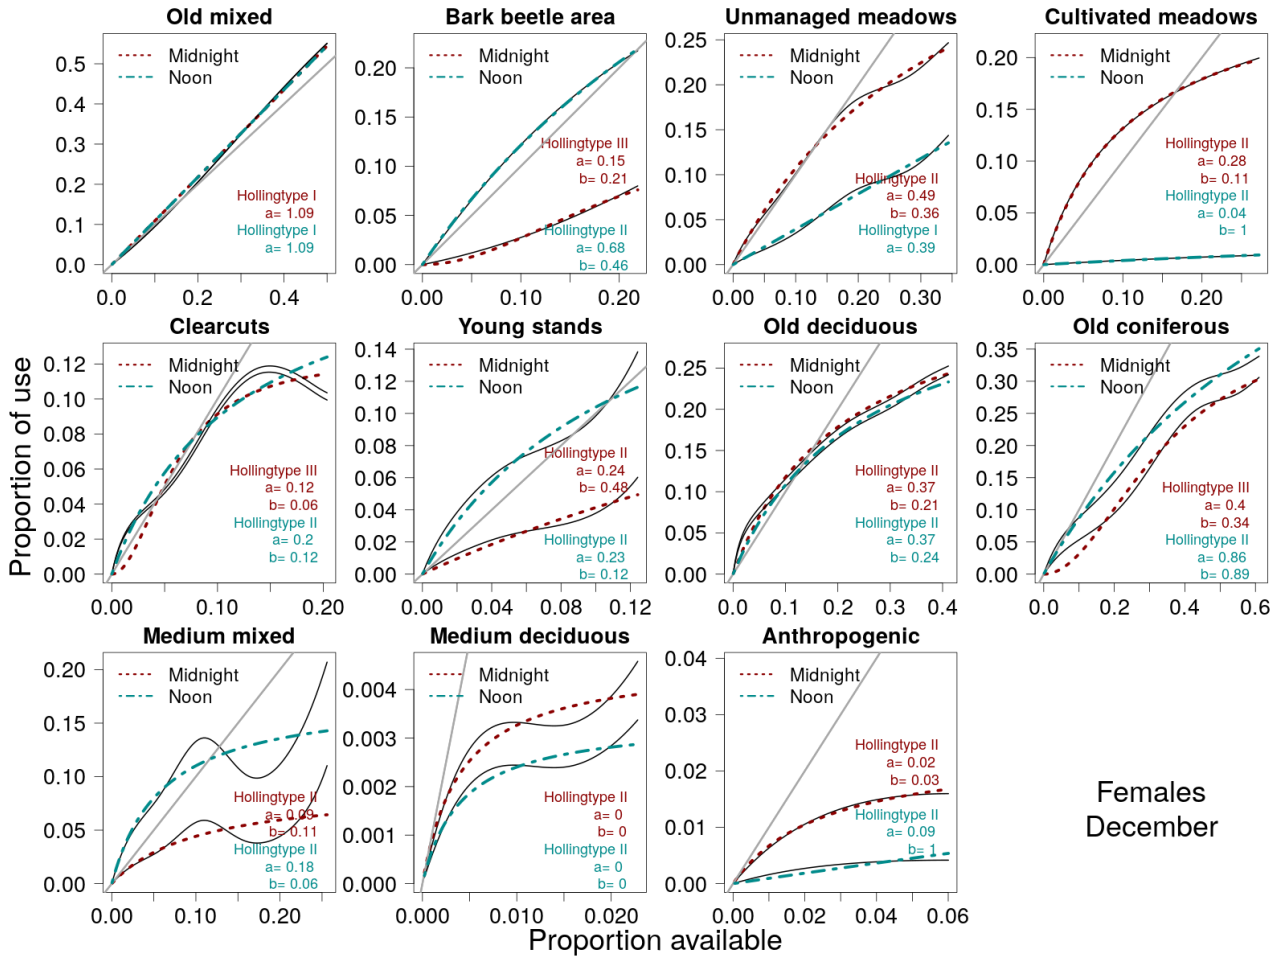 Old mixed
Midnight
Noon
Hollingtype I
a= 1.09
Hollingtype I
a= 1.09
0.5
0.4
0.3
0.2
0.1
0.0
0.0 0.2 0.4
Bark beetle area
Midnight
Noon
Hollingtype III
a= 0.15
b= 0.21
Hollingtype II
a= 0.68
b= 0.46
0.20
0.15
0.10
0.05
0.00
0.00 0.10 0.20
Unmanaged meadows
Midnight
Noon
Hollingtype II
a= 0.49
b= 0.36
Hollingtype I
a= 0.39
0.25
0.20
0.15
0.10
0.05
0.00
0.00 0.10 0.20 0.30
Cultivated meadows
Midnight
Noon
Hollingtype II
a= 0.28
b= 0.11
Hollingtype II
a= 0.04
b= 1
0.20
0.15
0.10
0.05
0.00
0.00 0.10 0.20
Proportion of use
Clearcuts
Midnight
Noon
Hollingtype III
a= 0.12
b= 0.06
Hollingtype II
a= 0.2
b= 0.12
0.12
0.10
0.08
0.06
0.04
0.02
0.00
0.00 0.10 0.20
Young stands
Midnight
Noon
Hollingtype II
a= 0.24
b= 0.48
Hollingtype II
a= 0.23
b= 0.12
0.14
0.12
0.10
0.08
0.06
0.04
0.02
0.00
0.00 0.04 0.08 0.12
Old deciduous
Midnight
Noon
Hollingtype II
a= 0.37
b= 0.21
Hollingtype II
a= 0.37
b= 0.24
0.25
0.20
0.15
0.10
0.05
0.00
0.0 0.1 0.2 0.3 0.4
Old coniferous
Midnight
Noon
Hollingtype III
a= 0.4
b= 0.34
Hollingtype II
a= 0.86
b= 0.89
0.35
0.30
0.25
0.20
0.15
0.10
0.05
0.00
0.0 0.2 0.4 0.6
Medium mixed
Midnight
Noon
Hollingtype II
a= 0.09
b= 0.11
Hollingtype II
a= 0.18
b= 0.06
0.20
0.15
0.10
0.05
0.00
0.00 0.10 0.20
Medium deciduous
Midnight
Noon
Hollingtype II
a= 0
b= 0
Hollingtype II
a= 0
b= 0
0.004
0.003
0.002
0.001
0.000
0.000 0.010 0.020
Anthropogenic
Midnight
Noon
Hollingtype II
a= 0.02
b= 0.03
Hollingtype II
a= 0.09
b= 1
0.04
0.03
0.02
0.01
0.00
0.00 0.02 0.04 0.06
Females
December
Proportion available